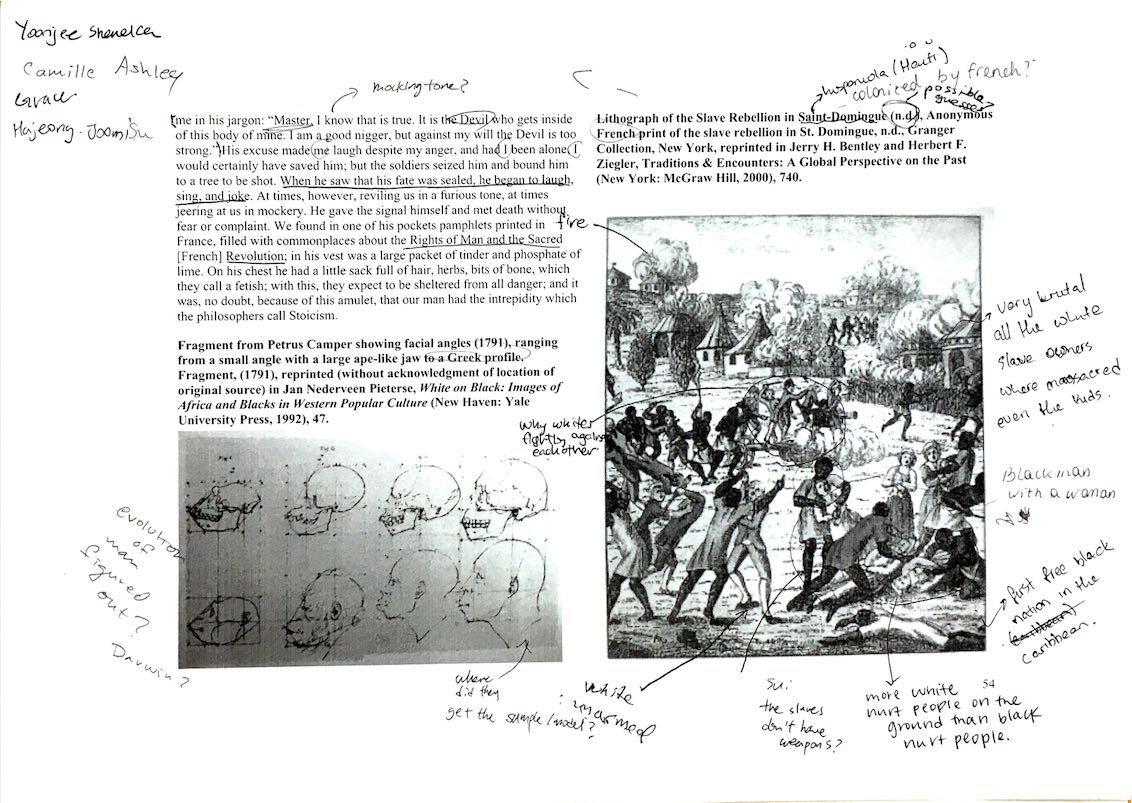 Yoonjee
Camille Ashley
Hajeong. Joomi
mocking tone?
me in his jargon: “Master, I know that is true. It is the Devil who gets inside
of this body of mine. I am a good nigger, but against my will the Devil is too
strong.” His excuse made me laugh despite my anger, and had I been alone, I
would certainly have saved him; but the soldiers seized him and bound him
to a tree to be shot. When he saw that his fate was sealed, he began to laugh,
sing, and joke. At times, however, reviling us in a furious tone, at times
jeering at us in mockery. He gave the signal himself and met death without
fear or complaint. We found in one of his pockets pamphlets printed in
France, filled with commonplaces about the Rights of Man and the Sacred
[French] Revolution; in his vest was a large packet of tinder and phosphate of
lime. On his chest he had a little sack full of hair, herbs, bits of bone, which
they call a fetish; with this, they expect to be sheltered from all danger; and it
was, no doubt, because of this amulet, that our man had the intrepidity which
the philosophers call Stoicism.
Fragment from Petrus Camper showing facial angles (1791), ranging
from a small angle with a large ape-like jaw to a Greek profile.
Fragment, (1791), reprinted (without acknowledgment of location of
original source) in Jan Nederveen Pieterse, White on Black: Images of
Africa and Blacks in Western Popular Culture (New Haven: Yale
University Press, 1992), 47.
evolution
of
man
figured
out?
Darwin?
where
did they
get the sample/model?
(Haiti)
colonized by french?
possible
guesses?
Lithograph of the Slave Rebellion in Saint-Domingue (n.d.), Anonymous
French print of the slave rebellion in St. Domingue, n.d., Granger
Collection, New York, reprinted in Jerry H. Bentley and Herbert F.
Ziegler, Traditions & Encounters: A Global Perspective on the Past
(New York: McGraw Hill, 2000), 740.
fire
why whites
against
eachother.
very brutal
all the white
slave owners
where massacred
even the kids.
Black man
with a woman
first free black
nation in the
caribbean.
white
unarmed
Su:
the slaves
don't have
weapons?
more white
hurt people on the
ground than black
hurt people.
54